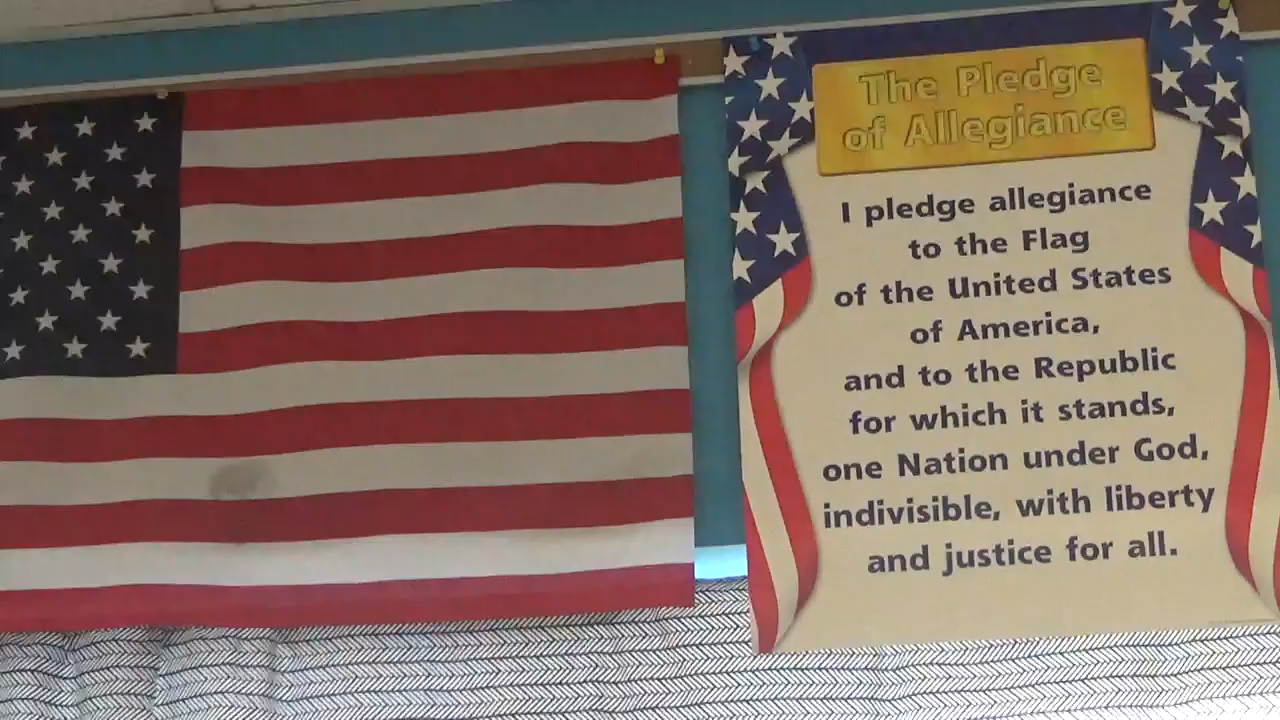 The Pledge
of Allegiance
I pledge allegiance
to the Flag
of the United States
of America,
and to the Republic
for which it stands,
one Nation under God,
indivisible, with liberty
and justice for all.